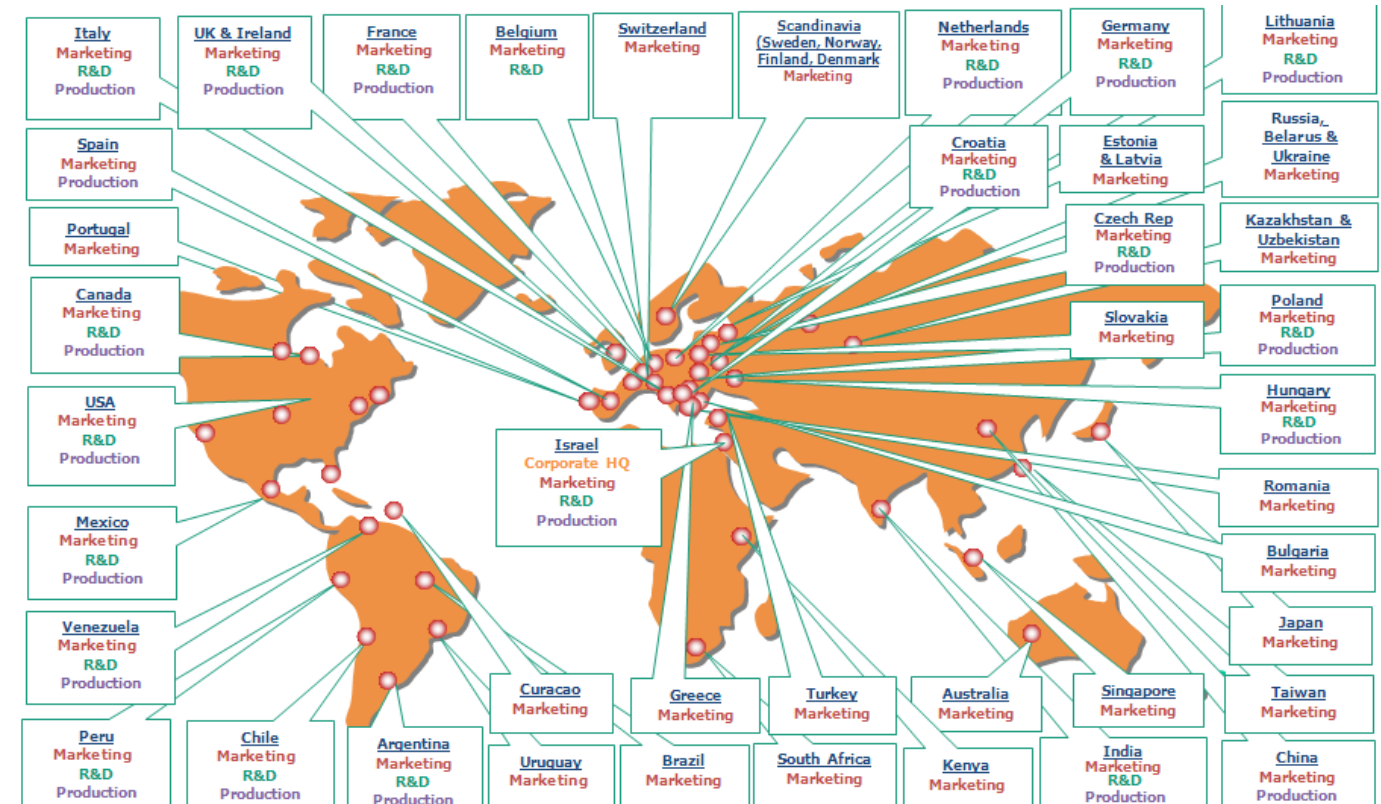 Italy
Marketing
R&D
Production
UK & Ireland
Marketing
R&D
Production
France
Marketing
R&D
Production
Belgium
Marketing
R&D
Switzerland
Marketing
Scandinavia
(Sweden, Norway,
Finland, Denmark
Marketing
Netherlands
Marketing
R&D
Production
Germany
Marketing
R&D
Production
Lithuania
Marketing
R&D
Production
Spain
Marketing
Production
Croatia
Marketing
R&D
Production
Estonia
& Latvia
Marketing
Russia,
Belarus &
Ukraine
Marketing
Portugal
Marketing
Czech Rep
Marketing
R&D
Production
Kazakhstan &
Uzbekistan
Marketing
Canada
Marketing
R&D
Production
Slovakia
Marketing
Poland
Marketing
R&D
Production
USA
Marketing
R&D
Production
Hungary
Marketing
R&D
Production
Israel
Corporate HQ
Marketing
R&D
Production
Romania
Marketing
Mexico
Marketing
R&D
Production
Bulgaria
Marketing
Venezuela
Marketing
R&D
Production
Japan
Marketing
Curacao
Marketing
Greece
Marketing
Turkey
Marketing
Australia
Marketing
Singapore
Marketing
Taiwan
Marketing
Peru
Marketing
R&D
Production
Chile
Marketing
R&D
Production
Argentina
Marketing
R&D
Production
Uruguay
Marketing
Brazil
Marketing
South Africa
Marketing
Kenya
Marketing
India
Marketing
R&D
Production
China
Marketing
Production